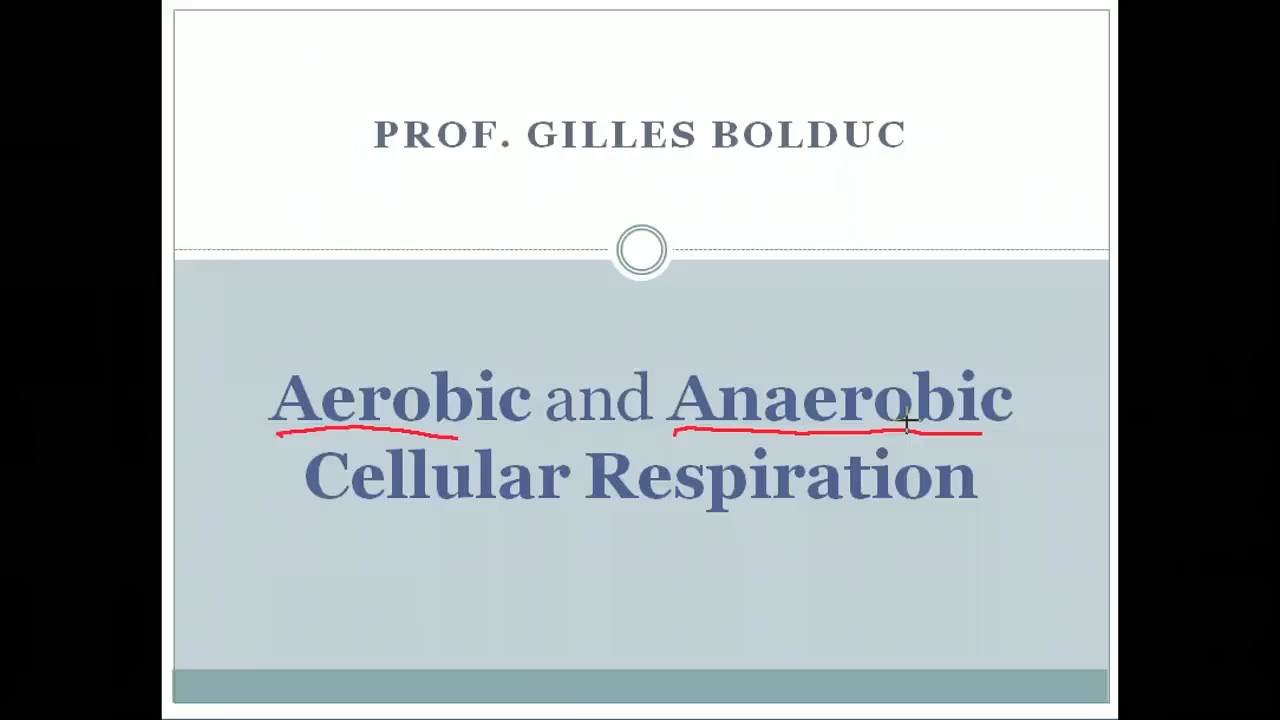 PROF. GILLES BOLDUC
Aerobic and Anaerobic
Cellular Respiration